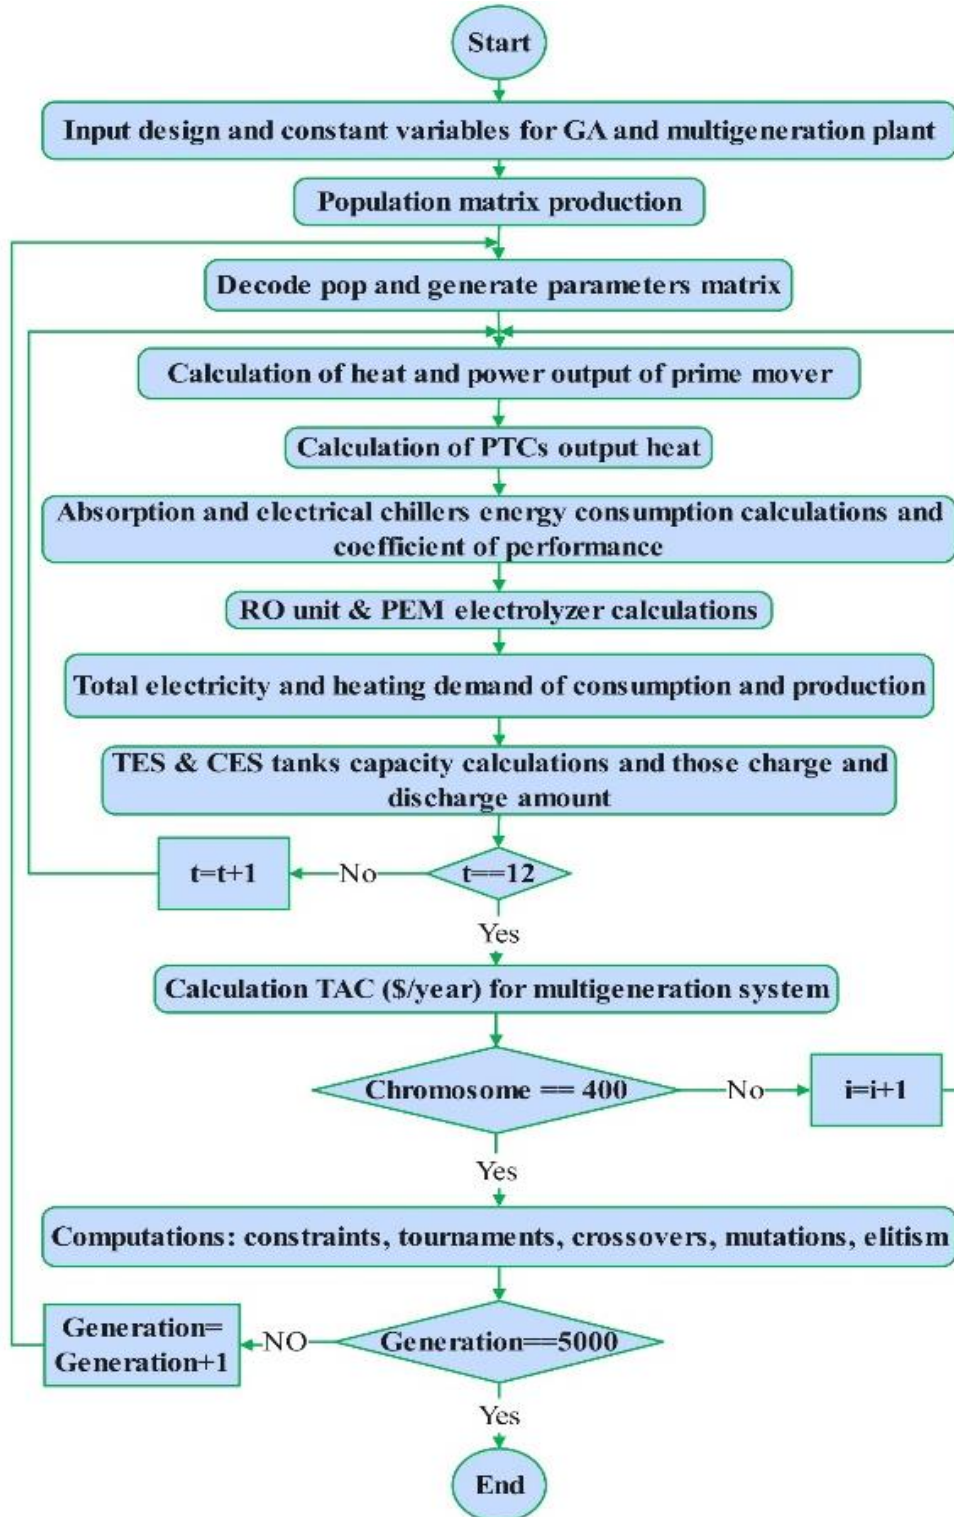 Start
Input design and constant variables for GA and multigeneration plant
Population matrix production
Decode pop and generate parameters matrix
Calculation of heat and power output of prime mover
Calculation of PTCs output heat
Absorption and electrical chillers energy consumption calculations and
coefficient of performance
RO unit & PEM electrolyzer calculations
Total electricity and heating demand of consumption and production
TES & CES tanks capacity calculations and those charge and
discharge amount
t=t+1
No
t==12
Yes
Calculation TAC ($/year) for multigeneration system
Chromosome == 400
No
i=i+1
Yes
Computations: constraints, tournaments, crossovers, mutations, elitism
Generation=
Generation+1
NO
Generation==5000
Yes
End